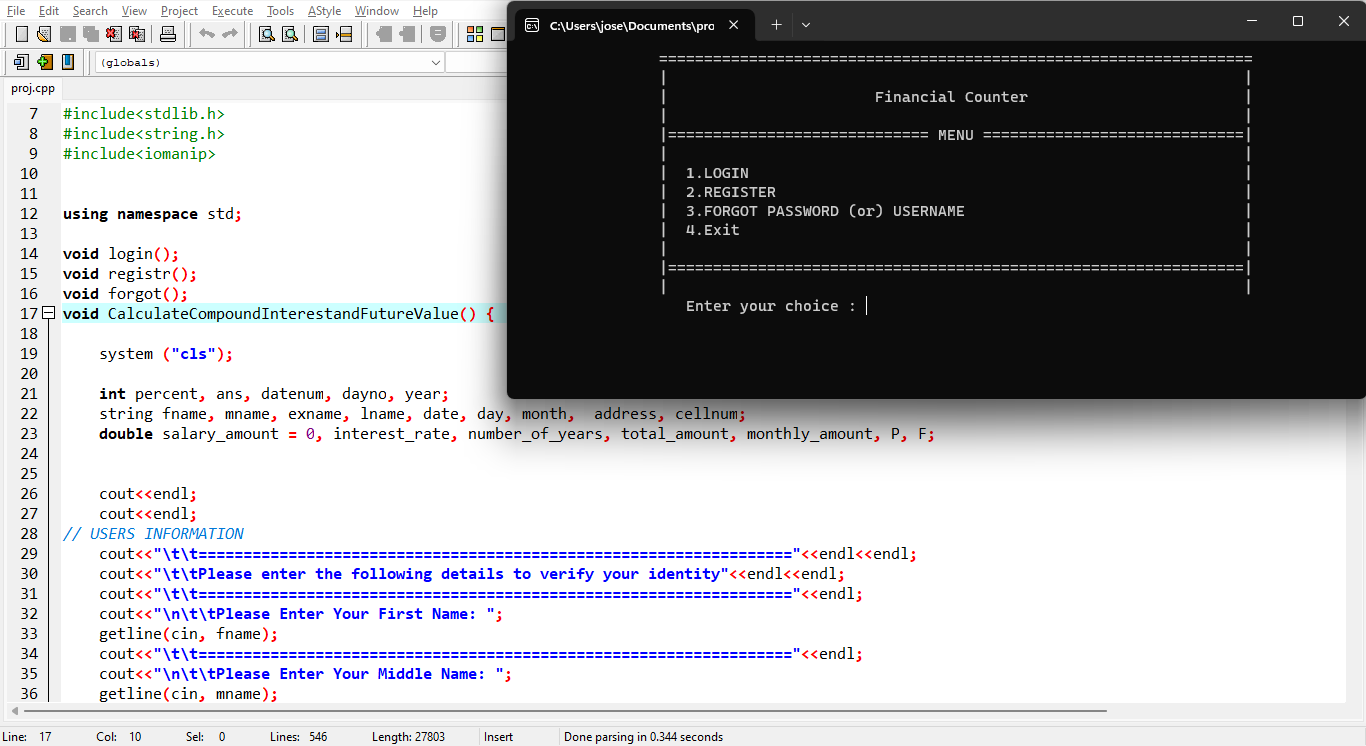 File Edit Search View Project Execute Tools AStyle Window Help
(globals)
proj.cpp
7 #include<stdlib.h>
8 #include<string.h>
9 #include<iomanip>
10
11
12 using namespace std;
13
14 void login();
15 void registr();
16 void forgot();
17 void CalculateCompoundInterestandFutureValue() {
18
19 system ("cls");
20
21 int percent, ans, datenum, dayno, year;
22 string fname, mname, exname, lname, date, day, month,  address, cellnum;
23 double salary_amount = 0, interest_rate, number_of_years, total_amount, monthly_amount, P, F;
24
25
26 cout<<endl;
27 cout<<endl;
28 // USERS INFORMATION
29 cout<<"\t\t=================================================================="<<endl<<endl;
30 cout<<"\t\tPlease enter the following details to verify your identity"<<endl<<endl;
31 cout<<"\t\t=================================================================="<<endl;
32 cout<<"\n\t\tPlease Enter Your First Name: ";
33 getline(cin, fname);
34 cout<<"\t\t=================================================================="<<endl;
35 cout<<"\n\t\tPlease Enter Your Middle Name: ";
36 getline(cin, mname);
Line: 17 Col: 10 Sel: 0 Lines: 546 Length: 27803 Insert Done parsing in 0.344 seconds
C:\Users\jose\Documents\pro
==================================================================
| |
| Financial Counter |
| |
|============================= MENU =============================|
| |
| 1.LOGIN |
| 2.REGISTER |
| 3.FORGOT PASSWORD (or) USERNAME |
| 4.Exit |
| |
|================================================================|
| |
Enter your choice :